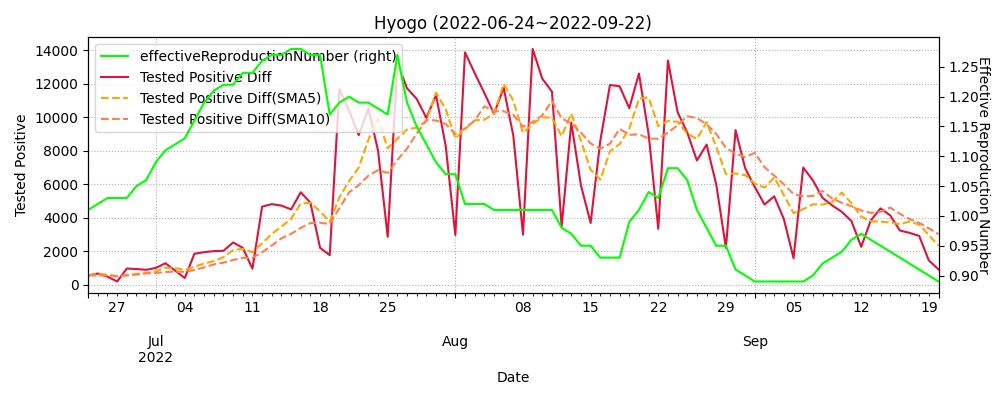 Hyogo (2022-06-24~2022-09-22)
effectiveReproductionNumber (right)
Tested Positive Diff
Tested Positive Diff(SMA5)
Tested Positive Diff(SMA10)
Tested Positive
14000
12000
10000
8000
6000
4000
2000
0
1.25
1.20
1.15
1.10
1.05
1.00
0.95
0.90
Effective Reproduction Number
27 04 11 18 25 08 15 22 29 05 12 19
Jul Aug Sep
2022
Date